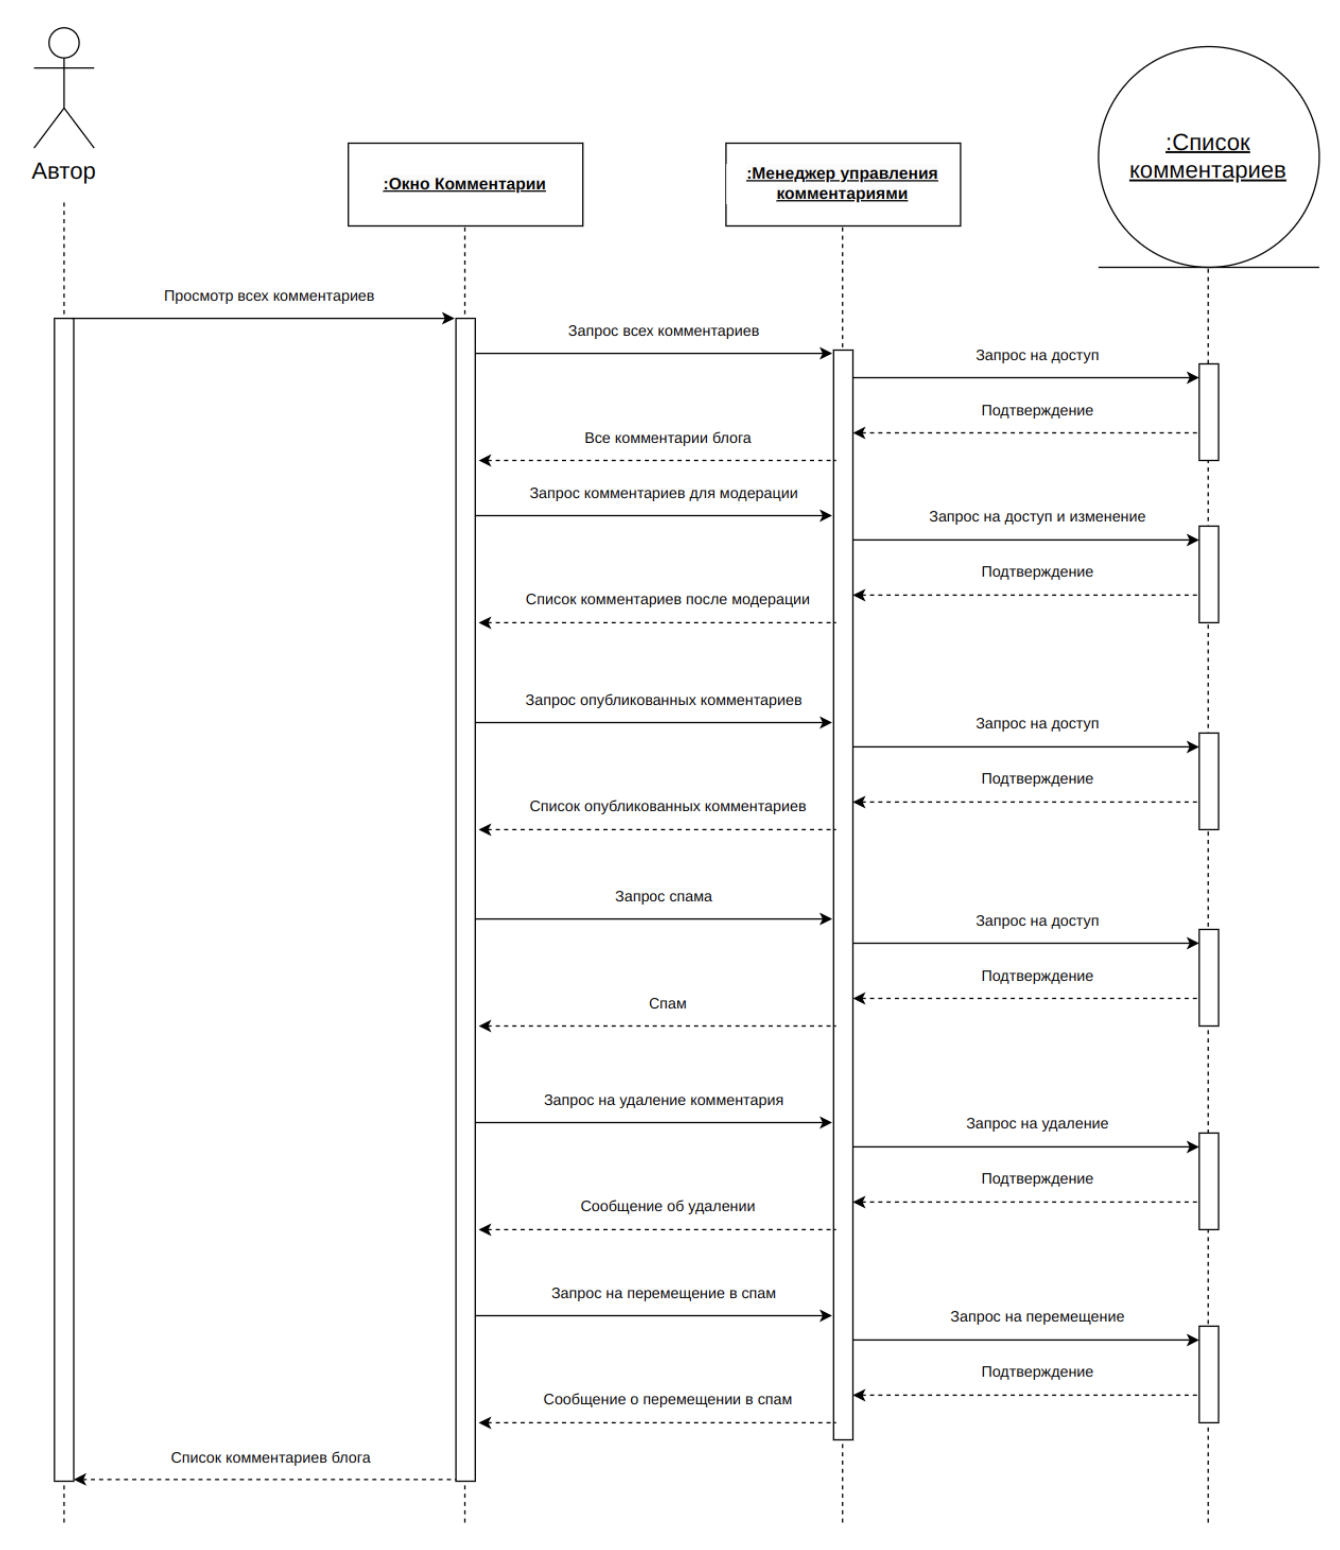 Автор
:Окно Комментарии
:Менеджер управления
комментариями
:Список
комментариев
Просмотр всех комментариев
Запрос всех комментариев
Запрос на доступ
Подтверждение
Все комментарии блога
Запрос комментариев для модерации
Запрос на доступ и изменение
Подтверждение
Список комментариев после модерации
Запрос опубликованных комментариев
Запрос на доступ
Подтверждение
Список опубликованных комментариев
Запрос спама
Запрос на доступ
Подтверждение
Спам
Запрос на удаление комментария
Запрос на удаление
Подтверждение
Сообщение об удалении
Запрос на перемещение в спам
Запрос на перемещение
Подтверждение
Сообщение о перемещении в спам
Список комментариев блога